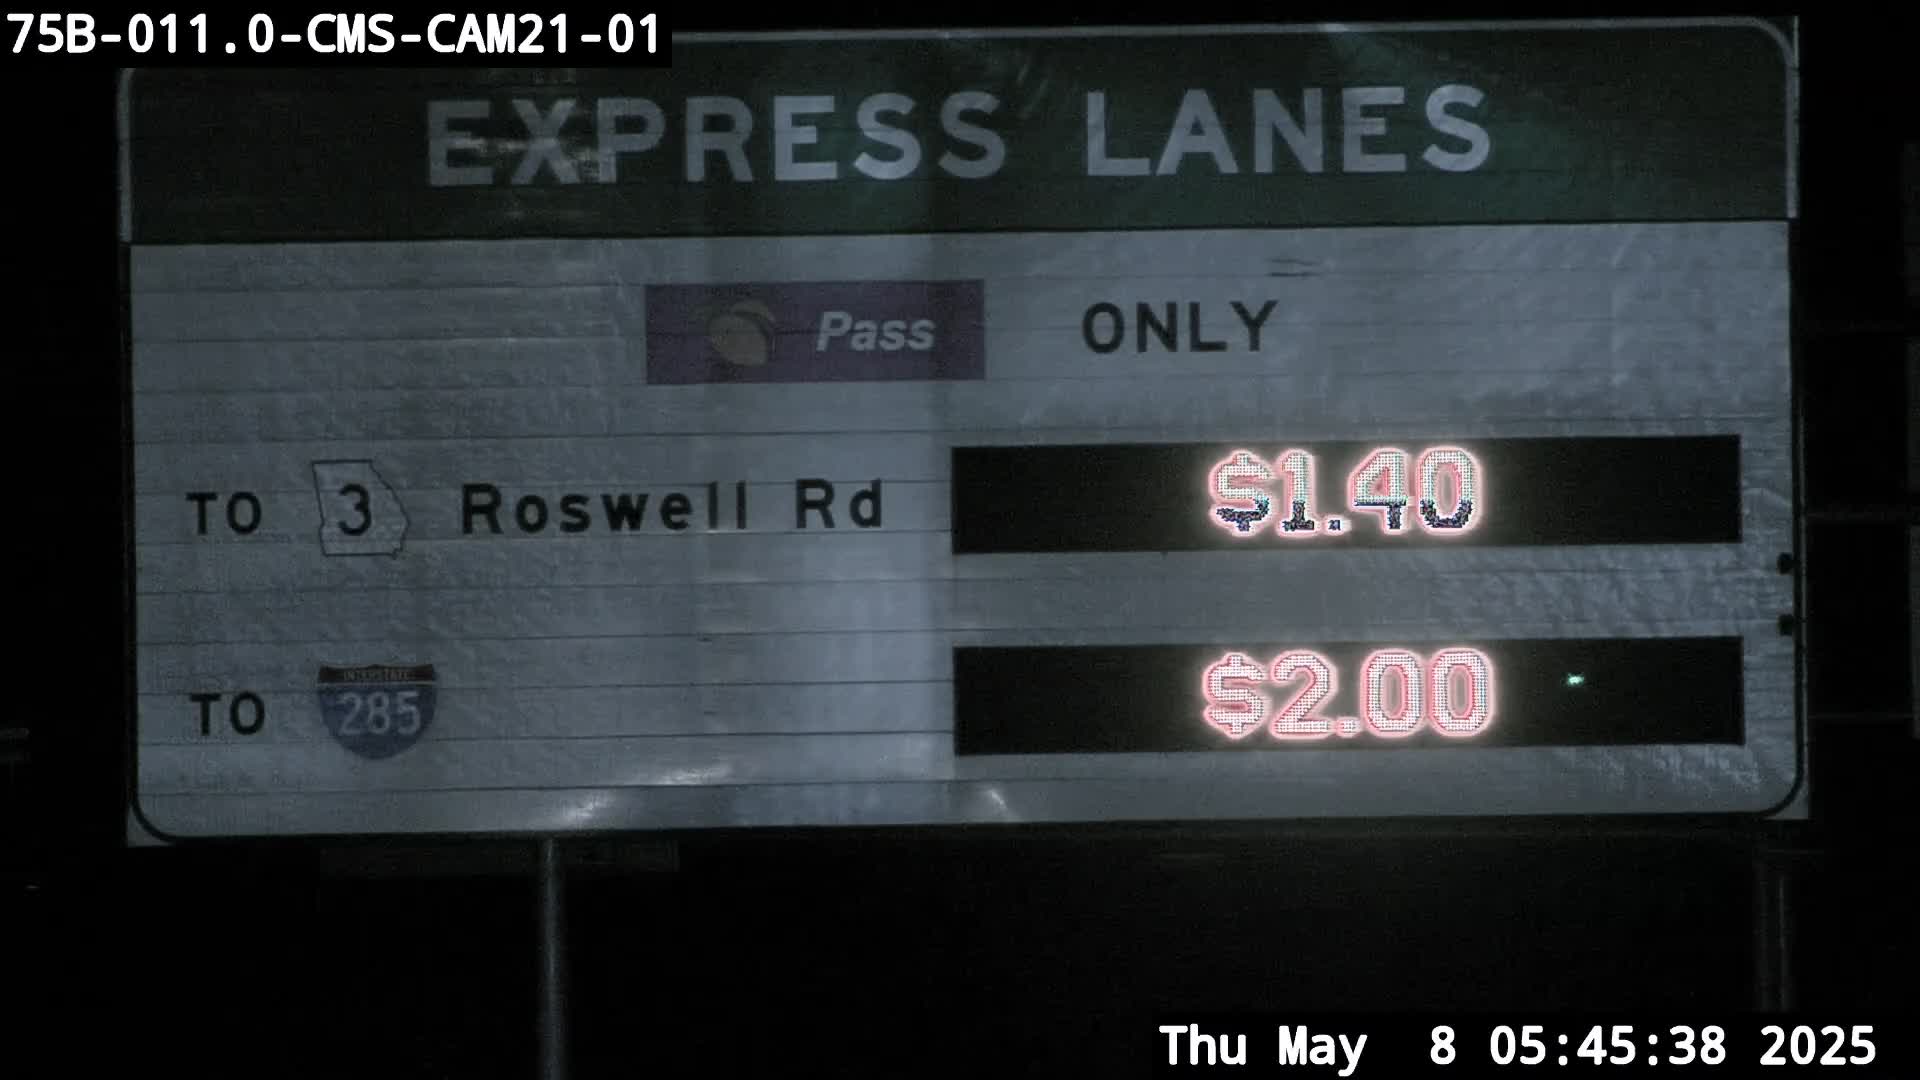 75B-011.0-CMS-CAM21-01
EXPRESS LANES
Pass ONLY
TO 3 Roswell Rd $1.40
INTERSTATE
TO 285 $2.00
Thu May 8 05:45:38 2025